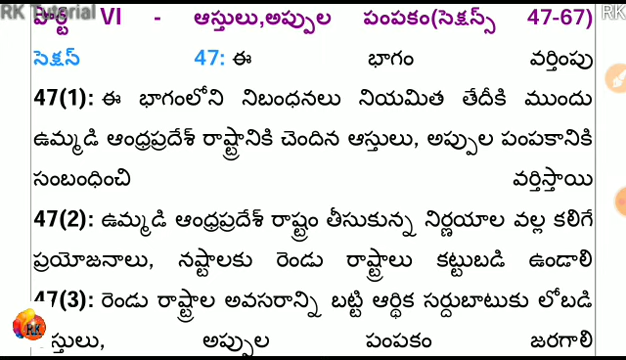 RK Tutorial
RK
పార్ట్ VI - ఆస్తులు,అప్పుల పంపకం(సెక్షన్స్ 47-67)
సెక్షన్ 47: ఈ భాగం వర్తింపు
47(1): ఈ భాగంలోని నిబంధనలు నియమిత తేదీకి ముందు
ఉమ్మడి ఆంధ్రప్రదేశ్ రాష్ట్రానికి చెందిన ఆస్తులు, అప్పుల పంపకానికి
సంబంధించి వర్తిస్తాయి
47(2): ఉమ్మడి ఆంధ్రప్రదేశ్ రాష్ట్రం తీసుకున్న నిర్ణయాల వల్ల కలిగే
ప్రయోజనాలు, నష్టాలకు రెండు రాష్ట్రాలు కట్టుబడి ఉండాలి
47(3): రెండు రాష్ట్రాల అవసరాన్ని బట్టి ఆర్థిక సర్దుబాటుకు లోబడి
స్తులు, అప్పుల పంపకం జరగాలి
RK